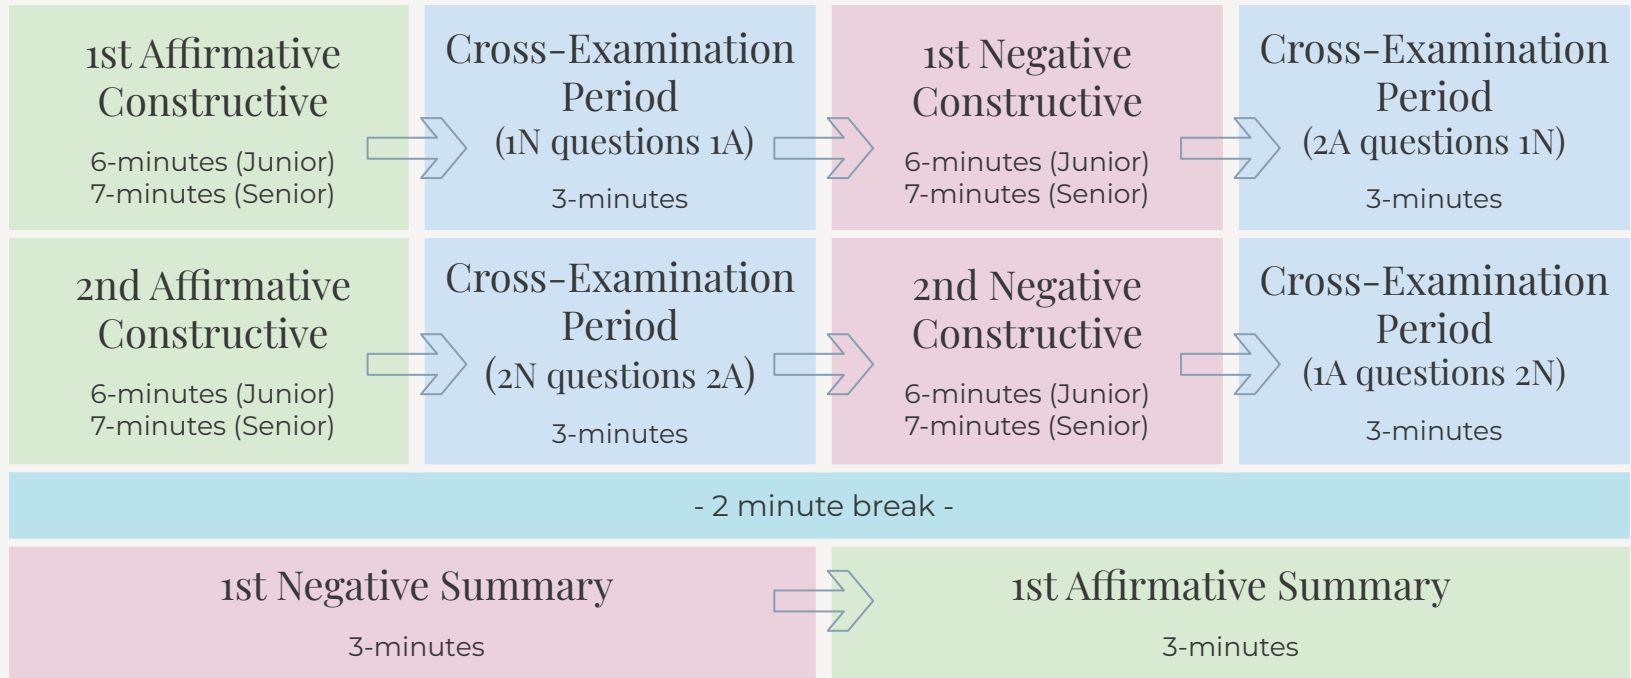 1st Affirmative
Constructive
6-minutes (Junior)
7-minutes (Senior)
Cross-Examination
Period
(1N questions 1A)
3-minutes
1st Negative
Constructive
6-minutes (Junior)
7-minutes (Senior)
Cross-Examination
Period
(2A questions 1N)
3-minutes
2nd Affirmative
Constructive
6-minutes (Junior)
7-minutes (Senior)
Cross-Examination
Period
(2N questions 2A)
3-minutes
2nd Negative
Constructive
6-minutes (Junior)
7-minutes (Senior)
Cross-Examination
Period
(1A questions 2N)
3-minutes
- 2 minute break -
1st Negative Summary
3-minutes
1st Affirmative Summary
3-minutes